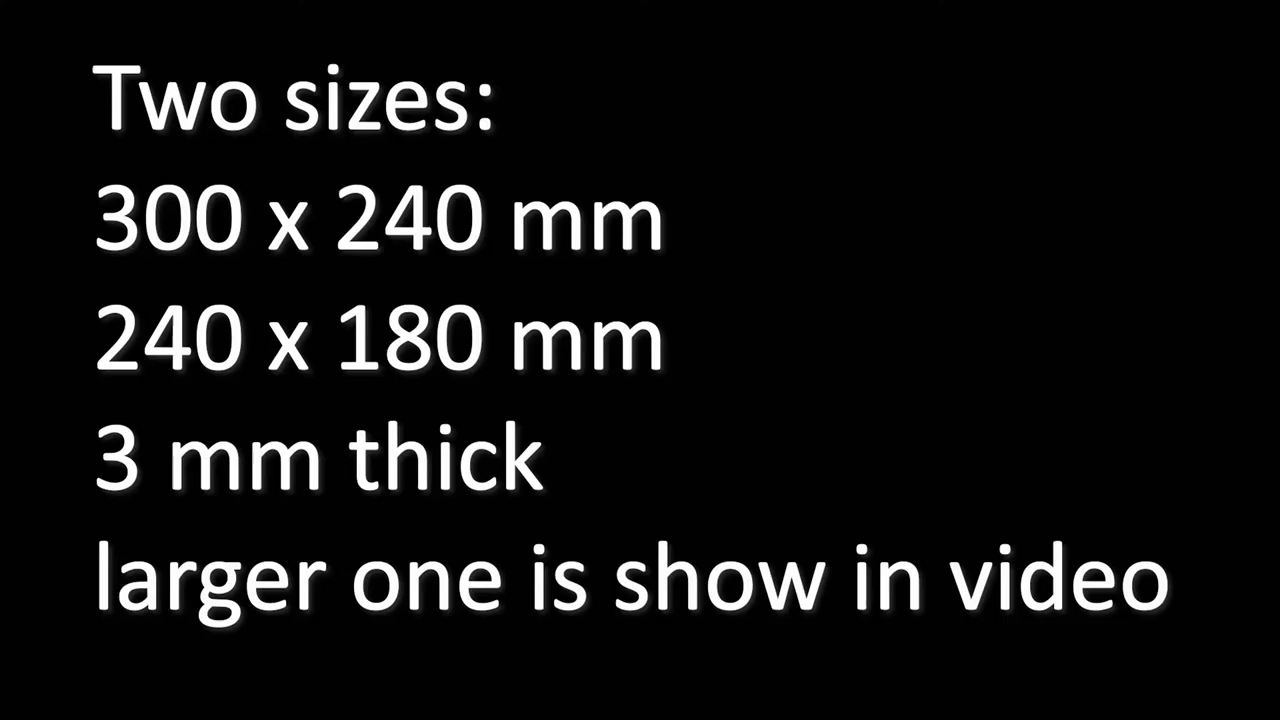 Two sizes:
300 x 240 mm
240 x 180 mm
3 mm thick
larger one is show in video